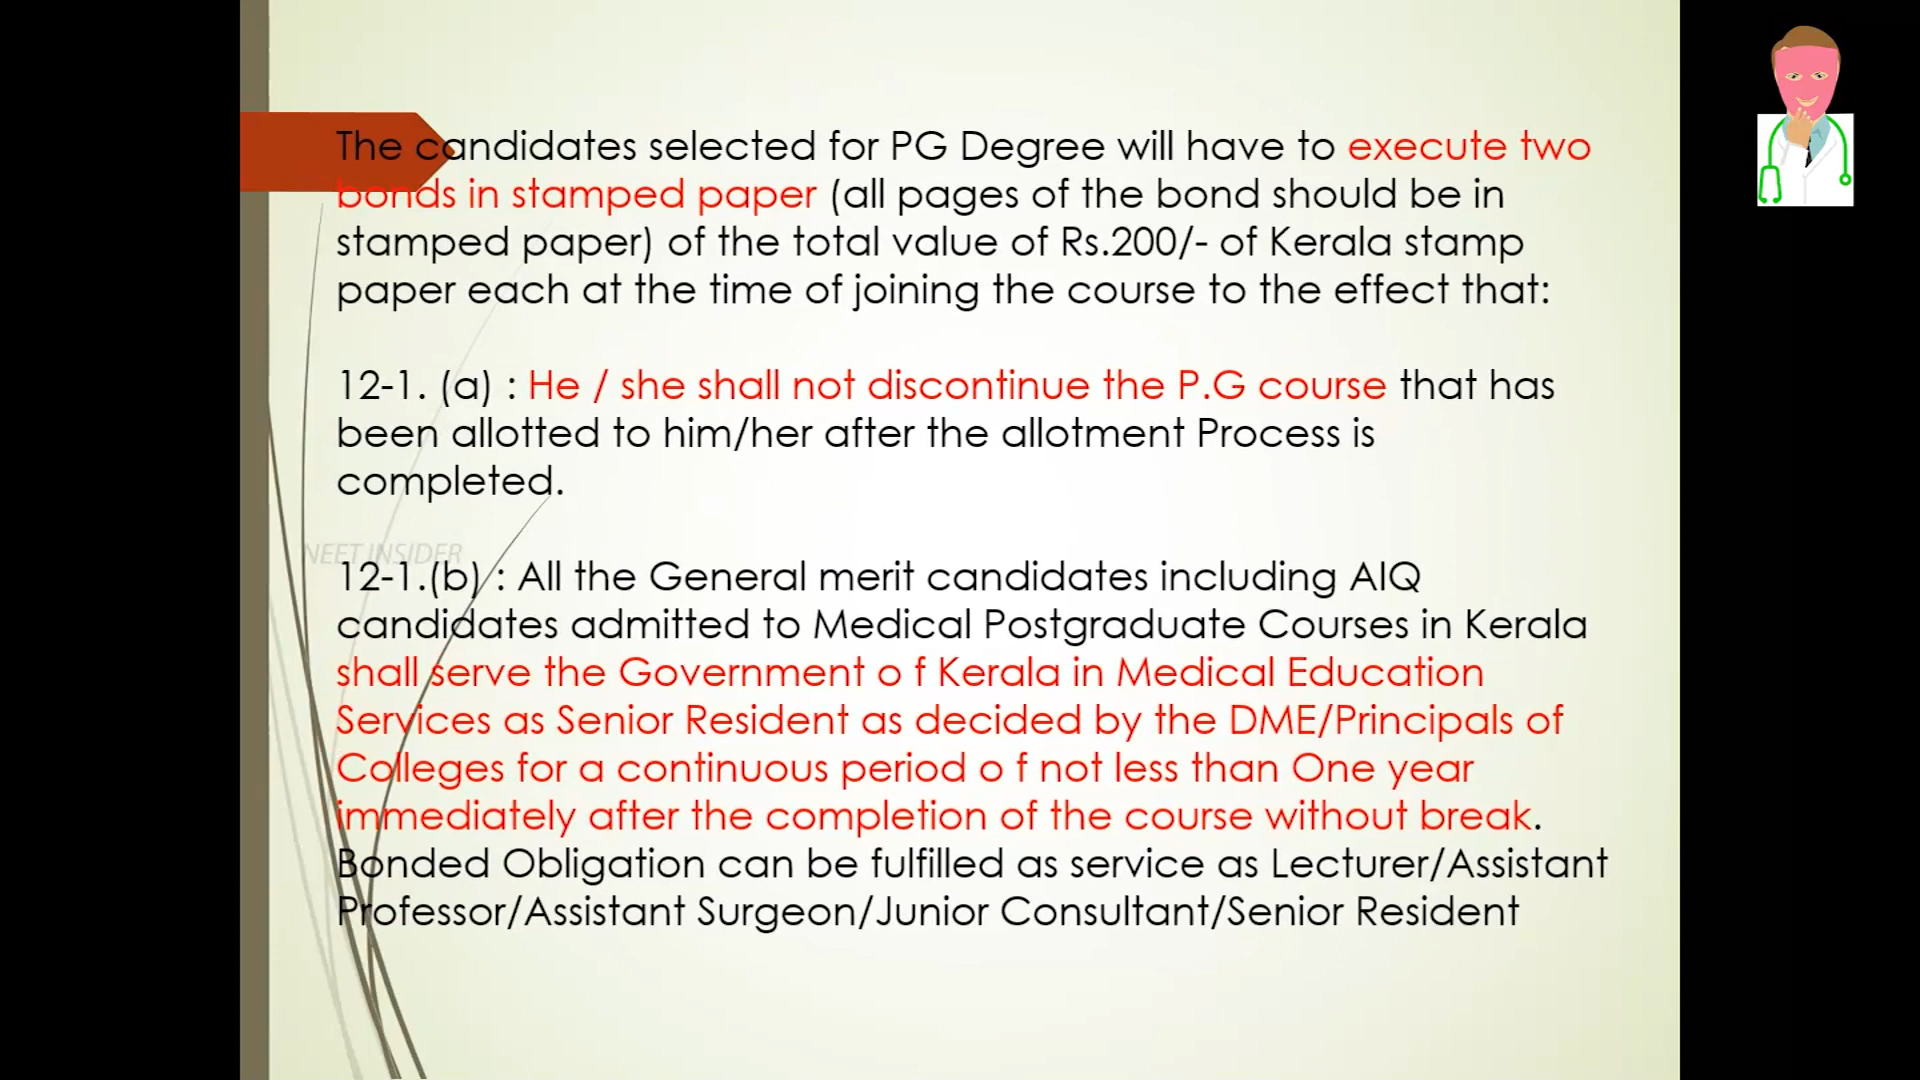 The candidates selected for PG Degree will have to execute two
bonds in stamped paper (all pages of the bond should be in
stamped paper) of the total value of Rs.200/- of Kerala stamp
paper each at the time of joining the course to the effect that:
12-1. (a) : He / she shall not discontinue the P.G course that has
been allotted to him/her after the allotment Process is
completed.
NEET INSIDER
12-1.(b) : All the General merit candidates including AIQ
candidates admitted to Medical Postgraduate Courses in Kerala
shall serve the Government o f Kerala in Medical Education
Services as Senior Resident as decided by the DME/Principals of
Colleges for a continuous period o f not less than One year
immediately after the completion of the course without break.
Bonded Obligation can be fulfilled as service as Lecturer/Assistant
Professor/Assistant Surgeon/Junior Consultant/Senior Resident